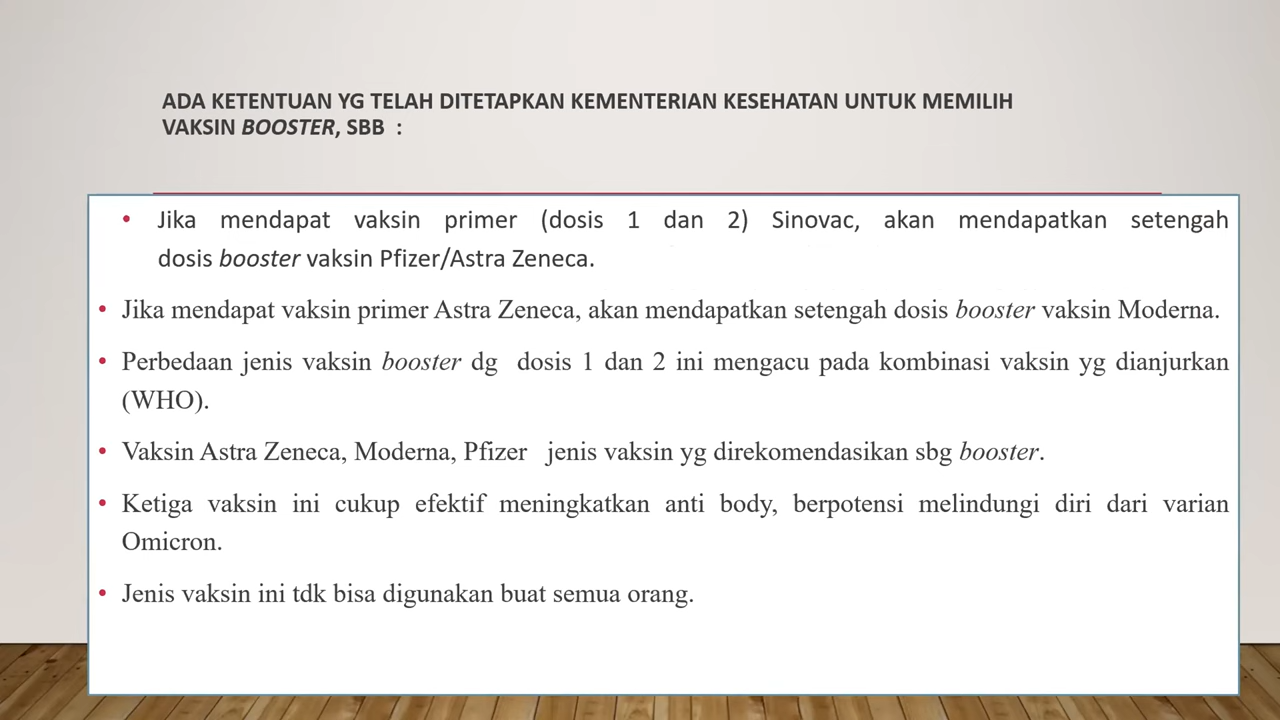 ADA KETENTUAN YG TELAH DITETAPKAN KEMENTERIAN KESEHATAN UNTUK MEMILIH
VAKSIN BOOSTER, SBB :
• Jika mendapat vaksin primer (dosis 1 dan 2) Sinovac, akan mendapatkan setengah
dosis booster vaksin Pfizer/Astra Zeneca.
• Jika mendapat vaksin primer Astra Zeneca, akan mendapatkan setengah dosis booster vaksin Moderna.
• Perbedaan jenis vaksin booster dg dosis 1 dan 2 ini mengacu pada kombinasi vaksin yg dianjurkan
(WHO).
• Vaksin Astra Zeneca, Moderna, Pfizer jenis vaksin yg direkomendasikan sbg booster.
• Ketiga vaksin ini cukup efektif meningkatkan anti body, berpotensi melindungi diri dari varian
Omicron.
• Jenis vaksin ini tdk bisa digunakan buat semua orang.